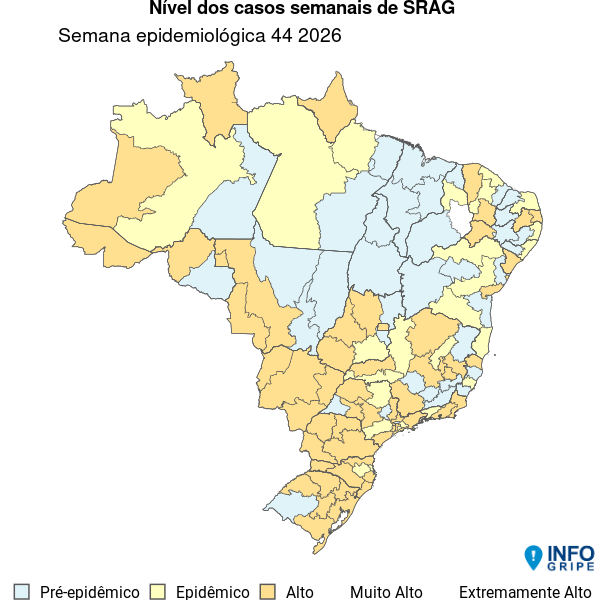 Nível dos casos semanais de SRAG
Semana epidemiológica 44 2026
INFO
GRIPE
Pré-epidêmico Epidêmico Alto Muito Alto Extremamente Alto